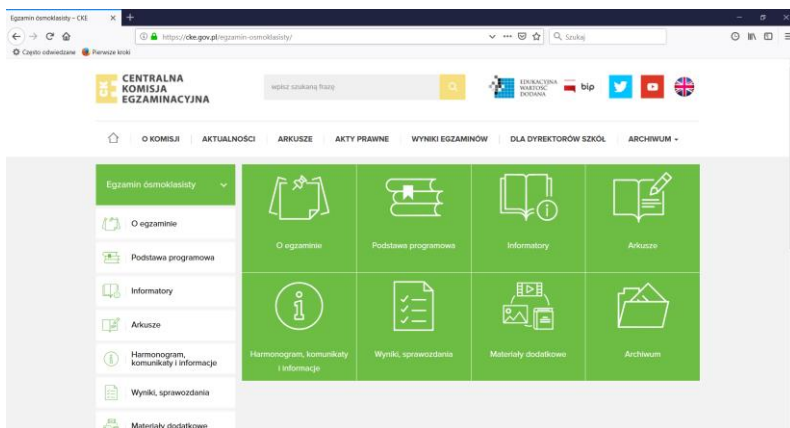 Egzamin ósmoklasisty – CKE
https://cke.gov.pl/egzamin-osmoklasisty/
Szukaj
Często odwiedzane
Pierwsze kroki
CKE
CENTRALNA
KOMISJA
EGZAMINACYJNA
wpisz szukaną frazę
EDUKACYJNA
WARTOŚĆ
DODANA
bip
O KOMISJI
AKTUALNOŚCI
ARKUSZE
AKTY PRAWNE
WYNIKI EGZAMINÓW
DLA DYREKTORÓW SZKÓŁ
ARCHIWUM
Egzamin ósmoklasisty
O egzaminie
Podstawa programowa
Informatory
Arkusze
Harmonogram,
komunikaty i informacje
Wyniki, sprawozdania
Materiały dodatkowe
O egzaminie
Podstawa programowa
Informatory
Arkusze
Harmonogram, komunikaty
i informacje
Wyniki, sprawozdania
Materiały dodatkowe
Archiwum